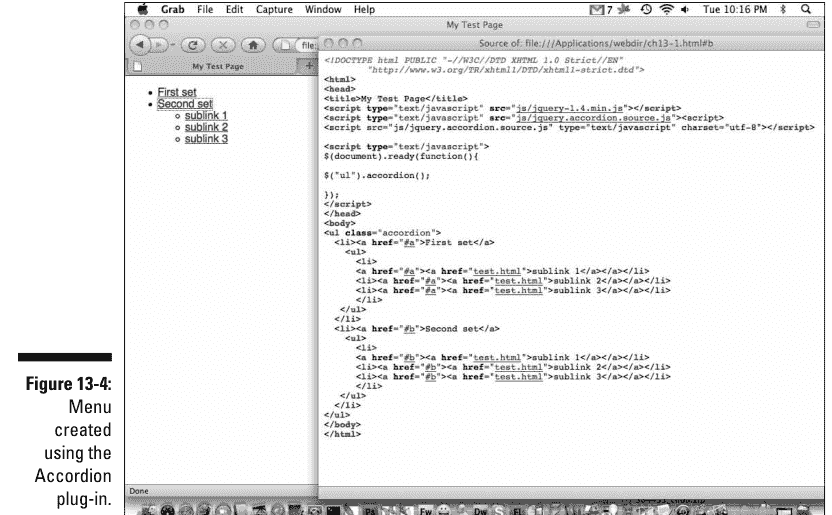 Grab File Edit Capture Window Help
7 Tue 10:16 PM
My Test Page
file:
Source of: file:///Applications/webdir/ch13-1.html#b
My Test Page
First set
Second set
sublink 1
sublink 2
sublink 3
<!DOCTYPE html PUBLIC "-//W3C//DTD XHTML 1.0 Strict//EN"
"http://www.w3.org/TR/xhtml1/DTD/xhtml1-strict.dtd">
<html>
<head>
<title>My Test Page</title>
<script type="text/javascript" src="js/jquery-1.4.min.js"></script>
<script type="text/javascript" src="js/jquery.accordion.source.js"><script>
<script src="js/jquery.accordion.source.js" type="text/javascript" charset="utf-8"></script>
<script type="text/javascript">
$(document).ready(function(){
$("ul").accordion();
});
</script>
</head>
<body>
<ul class="accordion">
<li><a href="#a">First set</a>
<ul>
<li>
<a href="#a"><a href="test.html">sublink 1</a></a></li>
<li><a href="#a"><a href="test.html">sublink 2</a></a></li>
<li><a href="#a"><a href="test.html">sublink 3</a></a></li>
</li>
</ul>
</li>
<li><a href="#b">Second set</a>
<ul>
<li>
<a href="#b"><a href="test.html">sublink 1</a></a></li>
<li><a href="#b"><a href="test.html">sublink 2</a></a></li>
<li><a href="#b"><a href="test.html">sublink 3</a></a></li>
</li>
</ul>
</li>
</ul>
</body>
</html>
Done
Fw Dw
Figure 13-4:
Menu
created
using the
Accordion
plug-in.